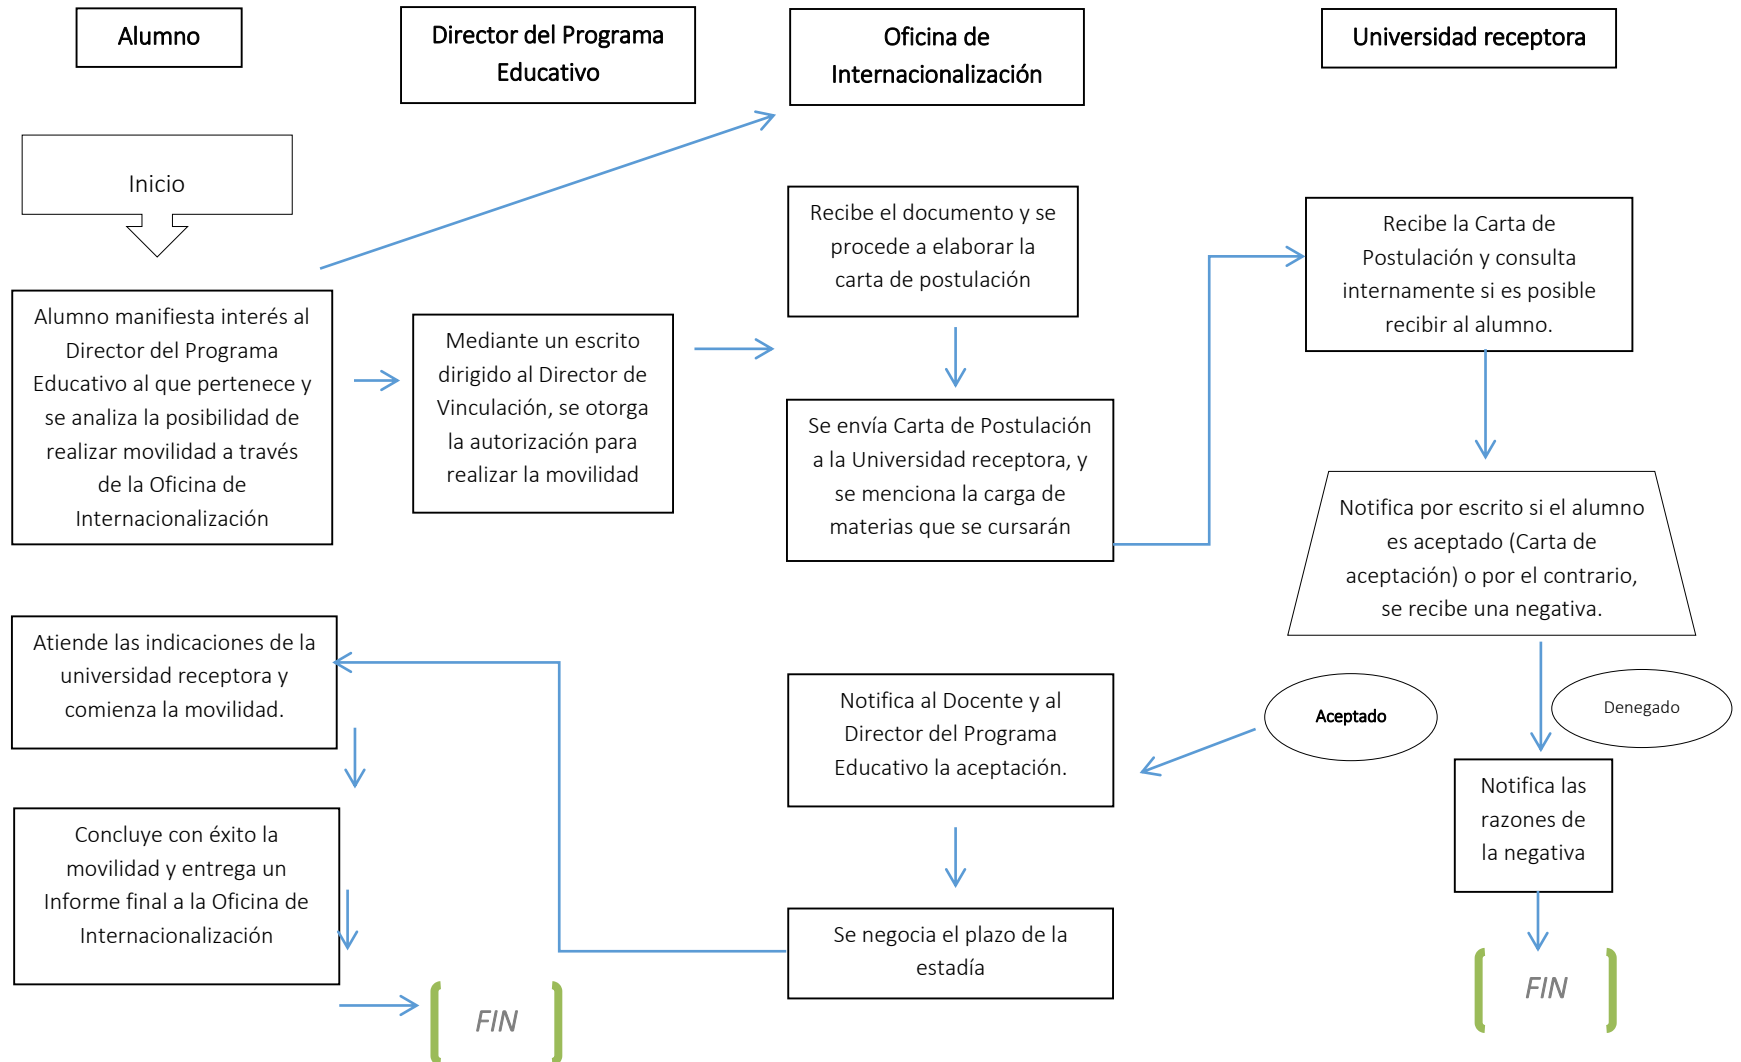 Alumno
Director del Programa
Educativo
Oficina de
Internacionalización
Universidad receptora
Inicio
Alumno manifiesta interés al
Director del Programa
Educativo al que pertenece y
se analiza la posibilidad de
realizar movilidad a través
de la Oficina de
Internacionalización
Mediante un escrito
dirigido al Director de
Vinculación, se otorga
la autorización para
realizar la movilidad
Recibe el documento y se
procede a elaborar la
carta de postulación
Se envía Carta de Postulación
a la Universidad receptora, y
se menciona la carga de
materias que se cursarán
Recibe la Carta de
Postulación y consulta
internamente si es posible
recibir al alumno.
Notifica por escrito si el alumno
es aceptado (Carta de
aceptación) o por el contrario,
se recibe una negativa.
Aceptado
Denegado
Notifica las
razones de
la negativa
FIN
Notifica al Docente y al
Director del Programa
Educativo la aceptación.
Se negocia el plazo de la
estadía
Atiende las indicaciones de la
universidad receptora y
comienza la movilidad.
Concluye con éxito la
movilidad y entrega un
Informe final a la Oficina de
Internacionalización
FIN